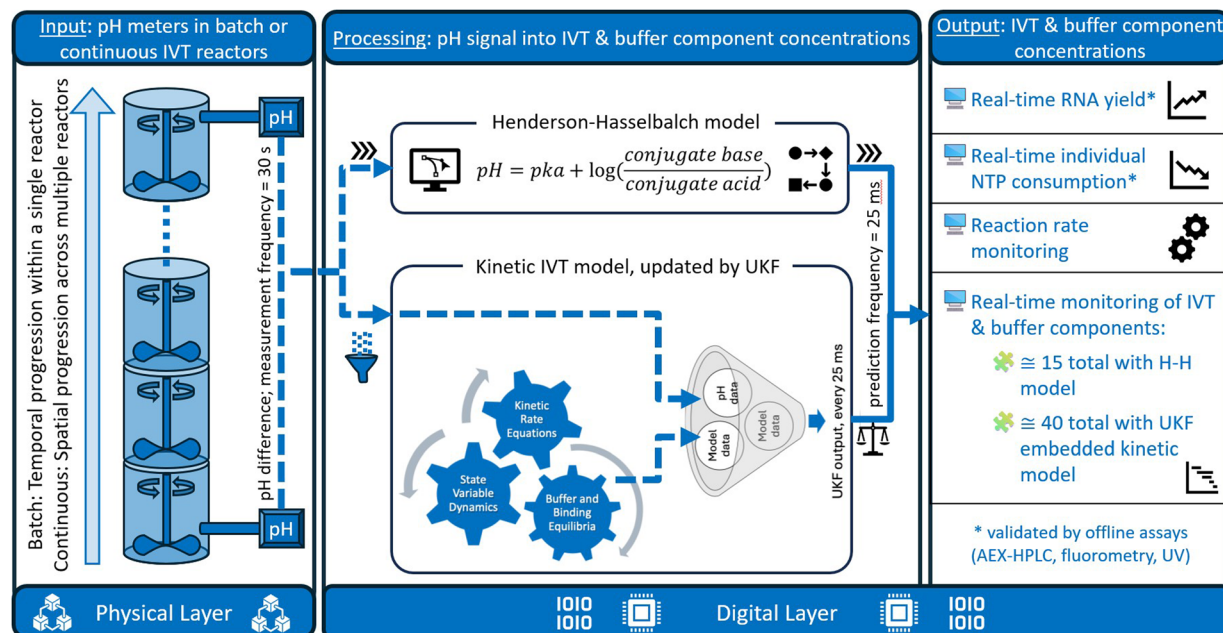 Input: pH meters in batch or
continuous IVT reactors
Processing: pH signal into IVT & buffer component concentrations
Output: IVT & buffer component
concentrations
Batch: Temporal progression within a single reactor
Continuous: Spatial progression across multiple reactors
pH
pH
pH difference; measurement frequency = 30 s
Henderson-Hasselbalch model
pH = pka + log(conjugate base
conjugate acid)
Kinetic IVT model, updated by UKF
Kinetic
Rate
Equations
State
Variable
Dynamics
Buffer and
Binding
Equilibria
pH
data
Model
data
Model
data
UKF output, every 25 ms
prediction frequency = 25 ms
Real-time RNA yield*
Real-time individual
NTP consumption*
Reaction rate
monitoring
Real-time monitoring of IVT
& buffer components:
≅ 15 total with H-H
model
≅ 40 total with UKF
embedded kinetic
model
* validated by offline assays
(AEX-HPLC, fluorometry, UV)
Physical Layer
IOIO
IOIO
Digital Layer
IOIO
IOIO